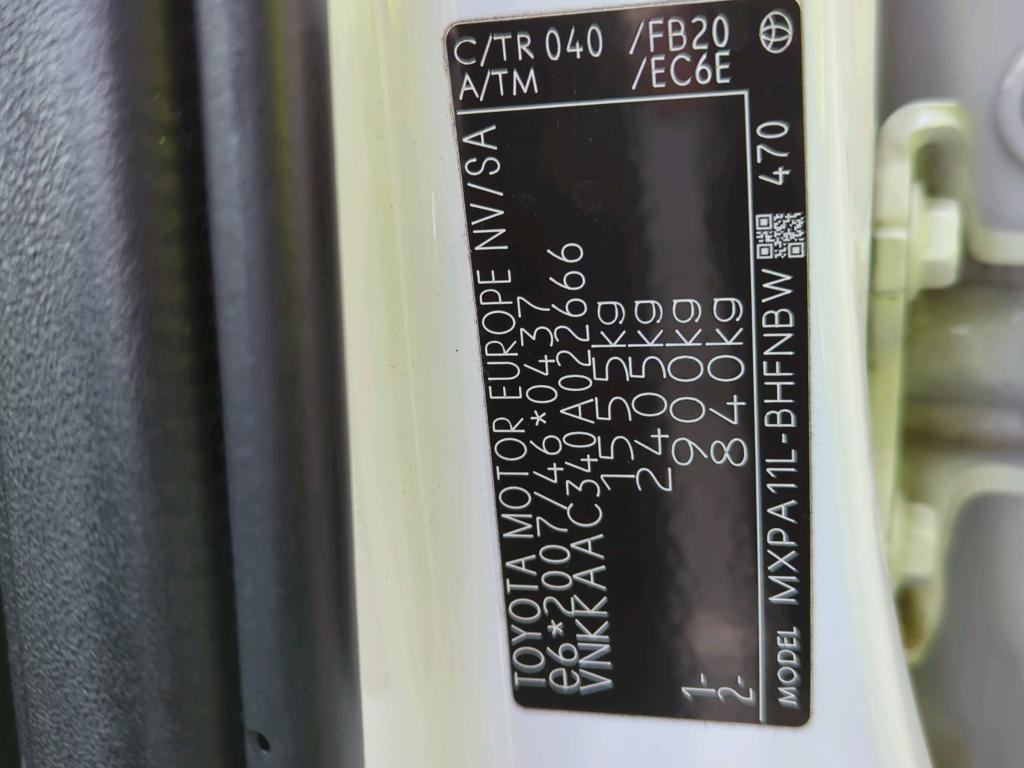 C/TR 040 /FB20
A/TM /EC6E
TOYOTA MOTOR EUROPE NV/SA
e6*2007/46*0437
VNKKAAC340A022666
1555kg
2405kg
1- 900kg
2- 840kg
MODEL MXPA11L-BHFNBW 470